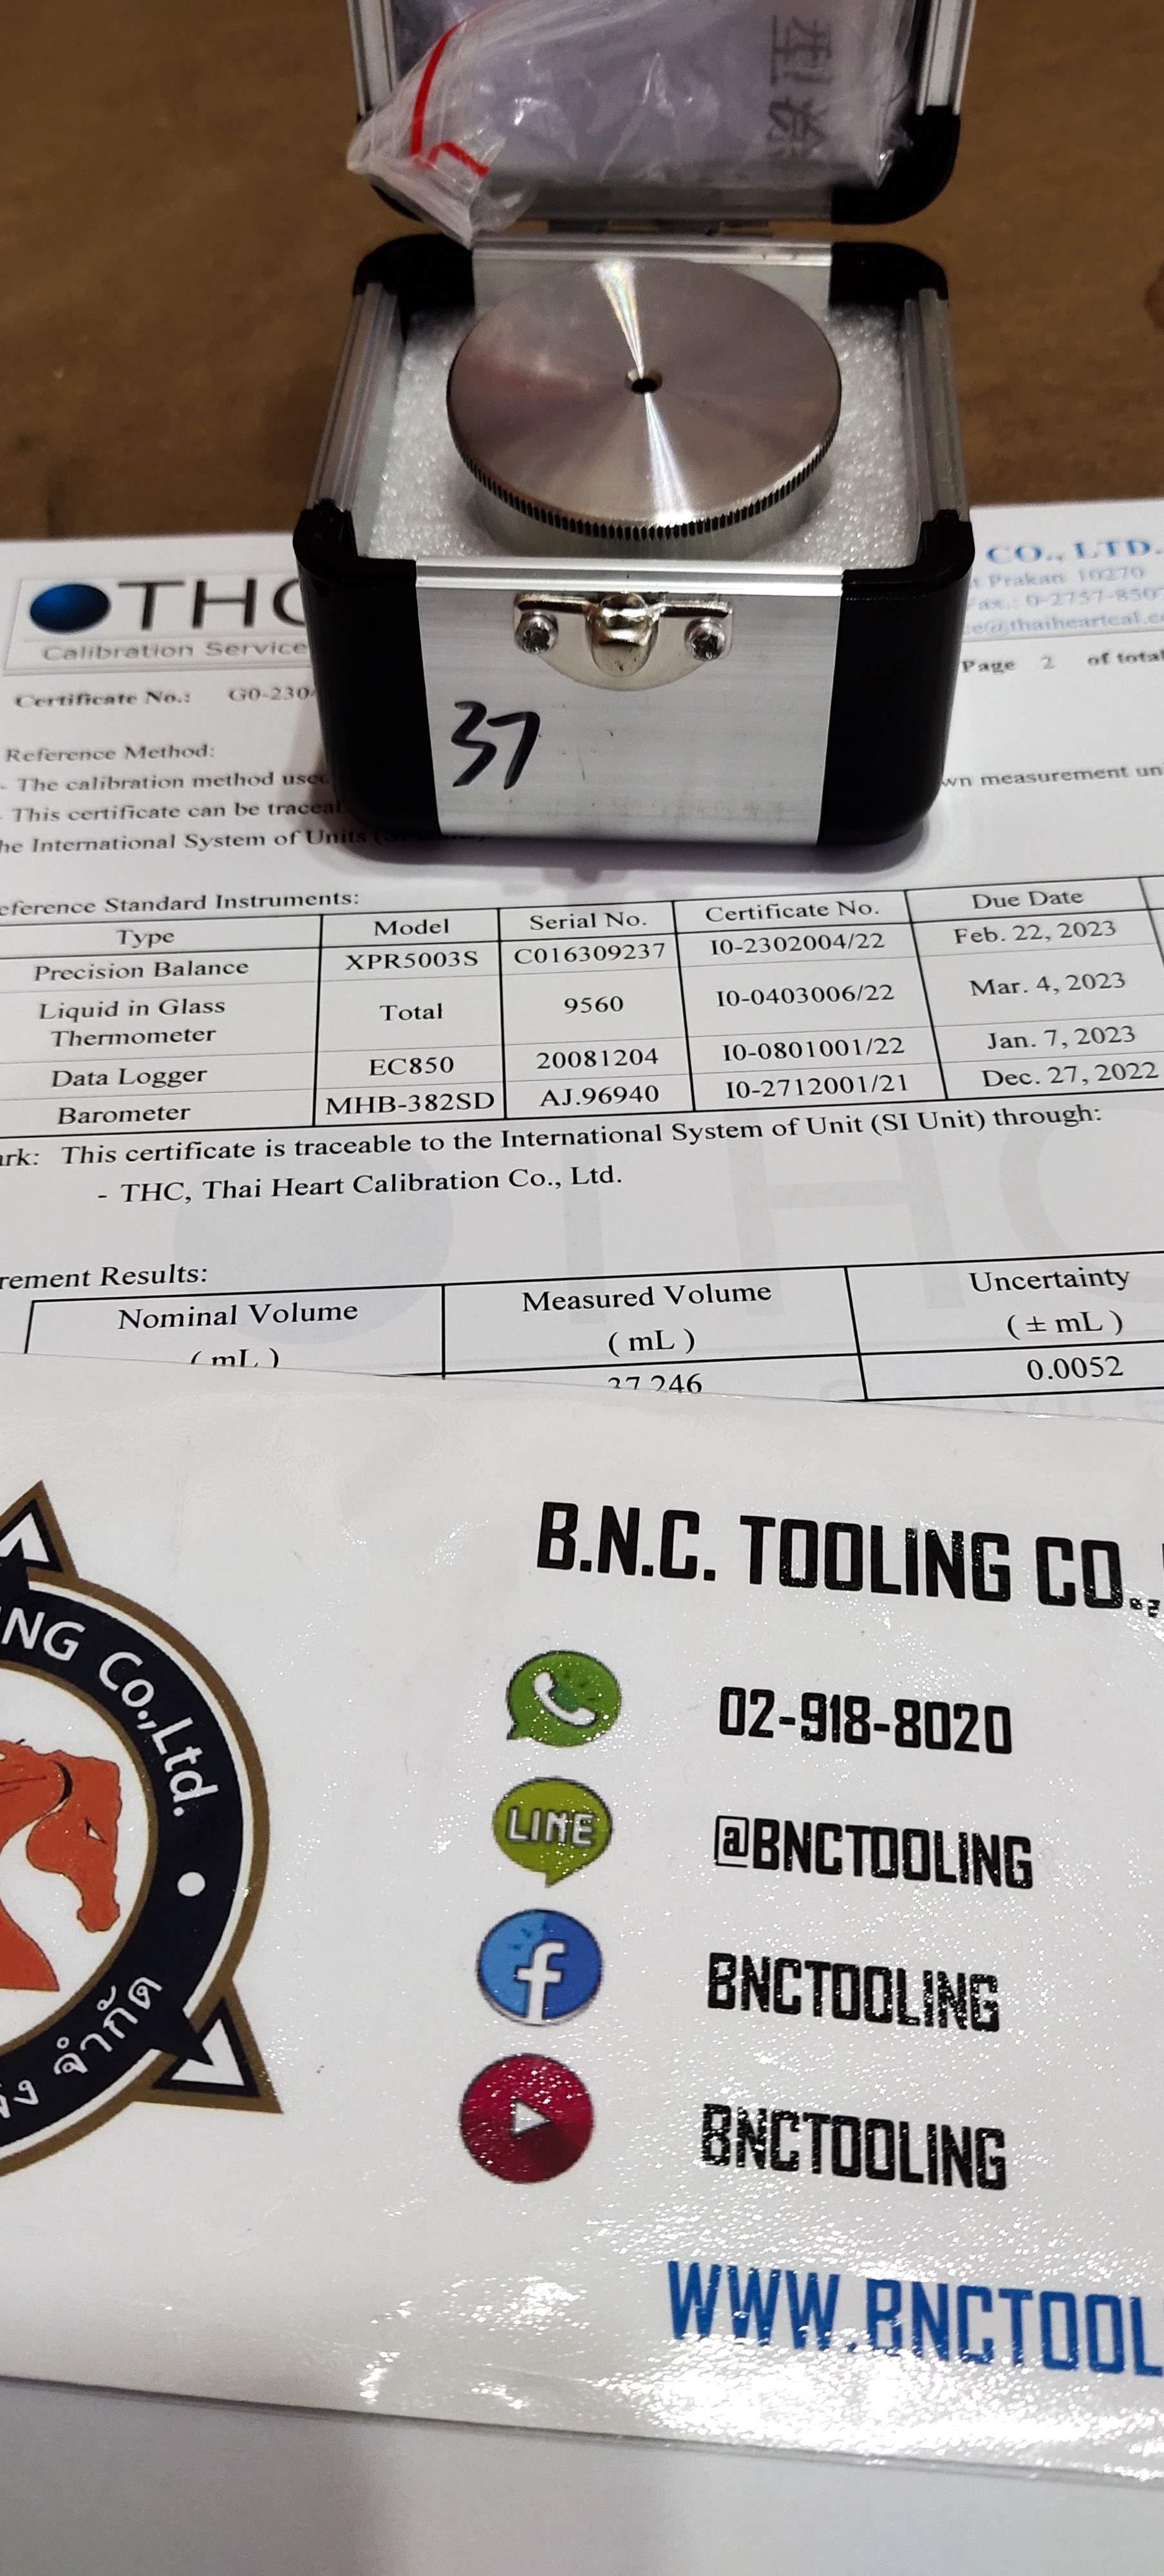 THC
Calibration Service
CO., LTD.
Prakan 10270
Fax.: 0-2757-850
@thaiheartcal.c
Page 2 of total
Certificate No.: G0-230
Reference Method:
- The calibration method used
wn measurement un
This certificate can be traceab
he International System of Units
37
eference Standard Instruments:
Type Model Serial No. Certificate No. Due Date
Precision Balance XPR5003S C016309237 I0-2302004/22 Feb. 22, 2023
Liquid in Glass Thermometer Total 9560 I0-0403006/22 Mar. 4, 2023
Data Logger EC850 20081204 I0-0801001/22 Jan. 7, 2023
Barometer MHB-382SD AJ.96940 I0-2712001/21 Dec. 27, 2022
ark: This certificate is traceable to the International System of Unit (SI Unit) through:
- THC, Thai Heart Calibration Co., Ltd.
rement Results:
Nominal Volume Measured Volume Uncertainty
( mL ) ( mL ) ( ± mL )
37.246 0.0052
B.N.C. TOOLING CO.,
NG Co.,Ltd.
จำกัด
02-918-8020
LINE
@BNCTOOLING
BNCTOOLING
BNCTOOLING
WWW.BNCTOOL